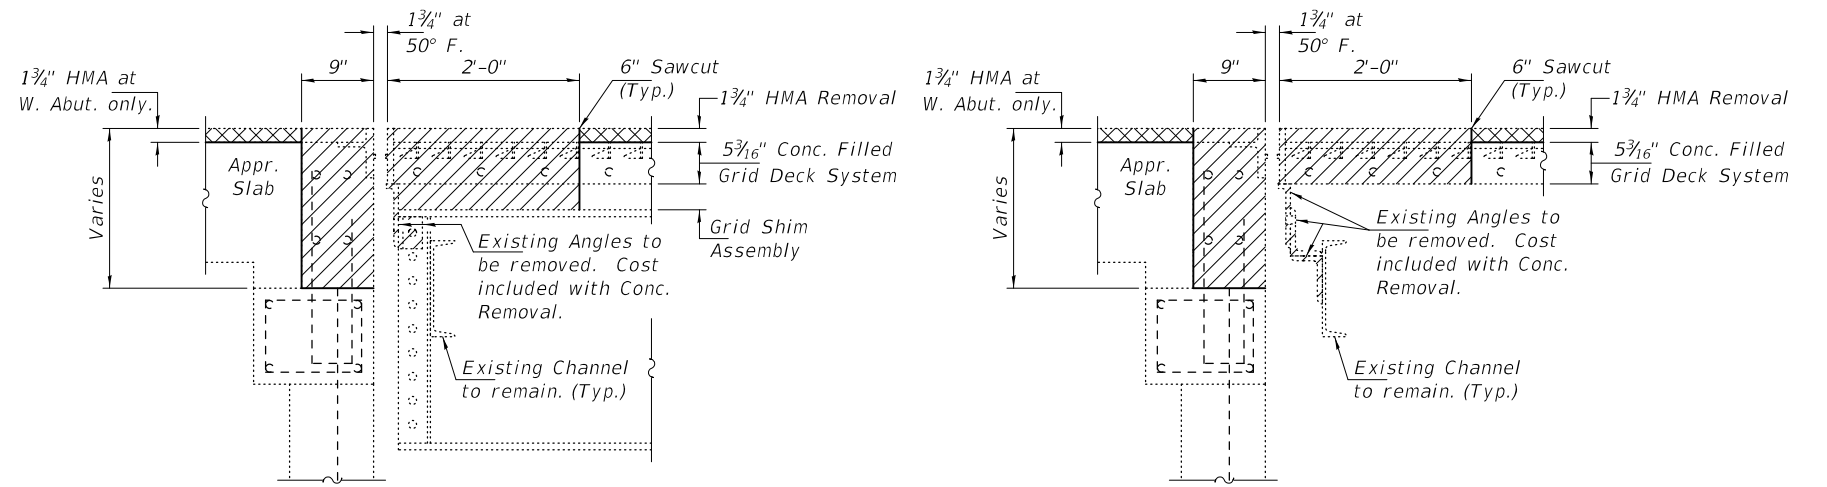 1¾" at
50° F.
9"
2'-0"
6" Sawcut
(Typ.)
1¾" HMA at
W. Abut. only.
1¾" HMA Removal
5³⁄₁₆" Conc. Filled
Grid Deck System
Appr.
Slab
Varies
Grid Shim
Assembly
Existing Angles to
be removed. Cost
included with Conc.
Removal.
Existing Channel
to remain. (Typ.)
1¾" at
50° F.
9"
2'-0"
6" Sawcut
(Typ.)
1¾" HMA at
W. Abut. only.
1¾" HMA Removal
5³⁄₁₆" Conc. Filled
Grid Deck System
Appr.
Slab
Varies
Existing Angles to
be removed. Cost
included with Conc.
Removal.
Existing Channel
to remain. (Typ.)